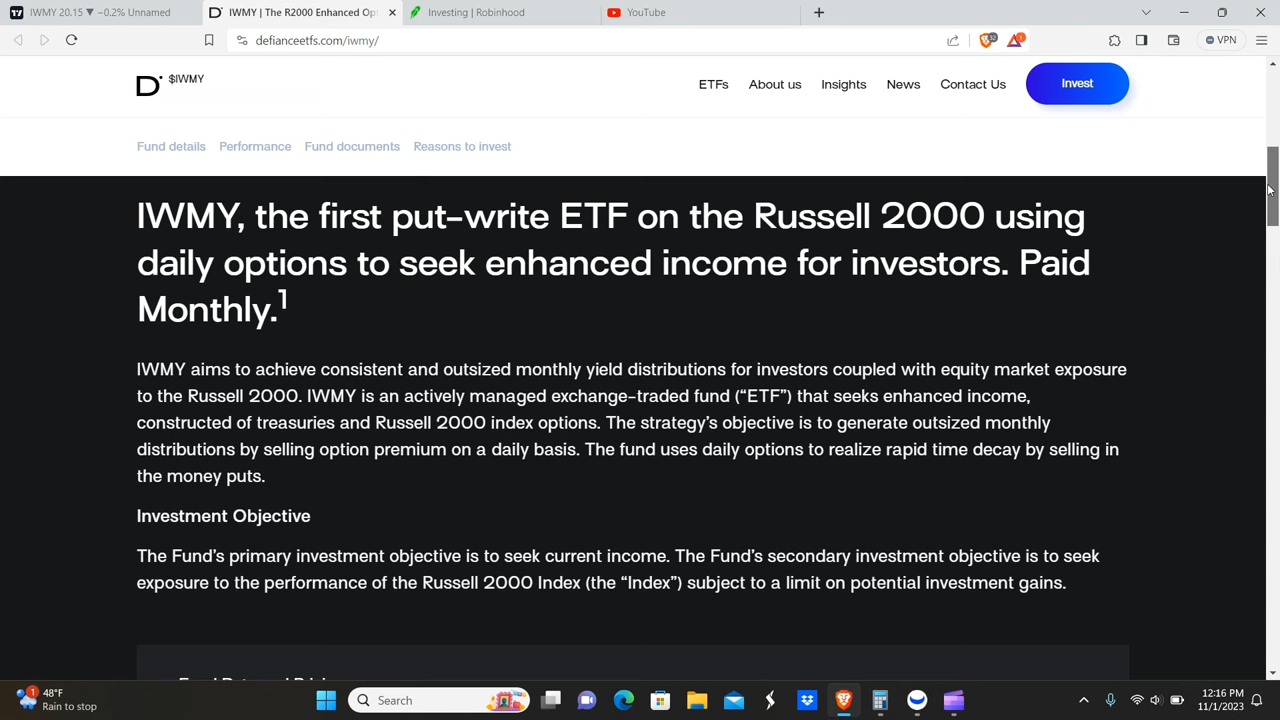 IWMY 20.15 ▼ −0.2% Unnamed
IWMY | The R2000 Enhanced Op
Investing | Robinhood
YouTube
defianceetfs.com/iwmy/
VPN
$IWMY
ETFs
About us
Insights
News
Contact Us
Invest
Fund details
Performance
Fund documents
Reasons to invest
IWMY, the first put-write ETF on the Russell 2000 using
daily options to seek enhanced income for investors. Paid
Monthly.1
IWMY aims to achieve consistent and outsized monthly yield distributions for investors coupled with equity market exposure
to the Russell 2000. IWMY is an actively managed exchange-traded fund (“ETF”) that seeks enhanced income,
constructed of treasuries and Russell 2000 index options. The strategy’s objective is to generate outsized monthly
distributions by selling option premium on a daily basis. The fund uses daily options to realize rapid time decay by selling in
the money puts.
Investment Objective
The Fund’s primary investment objective is to seek current income. The Fund’s secondary investment objective is to seek
exposure to the performance of the Russell 2000 Index (the “Index”) subject to a limit on potential investment gains.
48°F
Rain to stop
Search
12:16 PM
11/1/2023